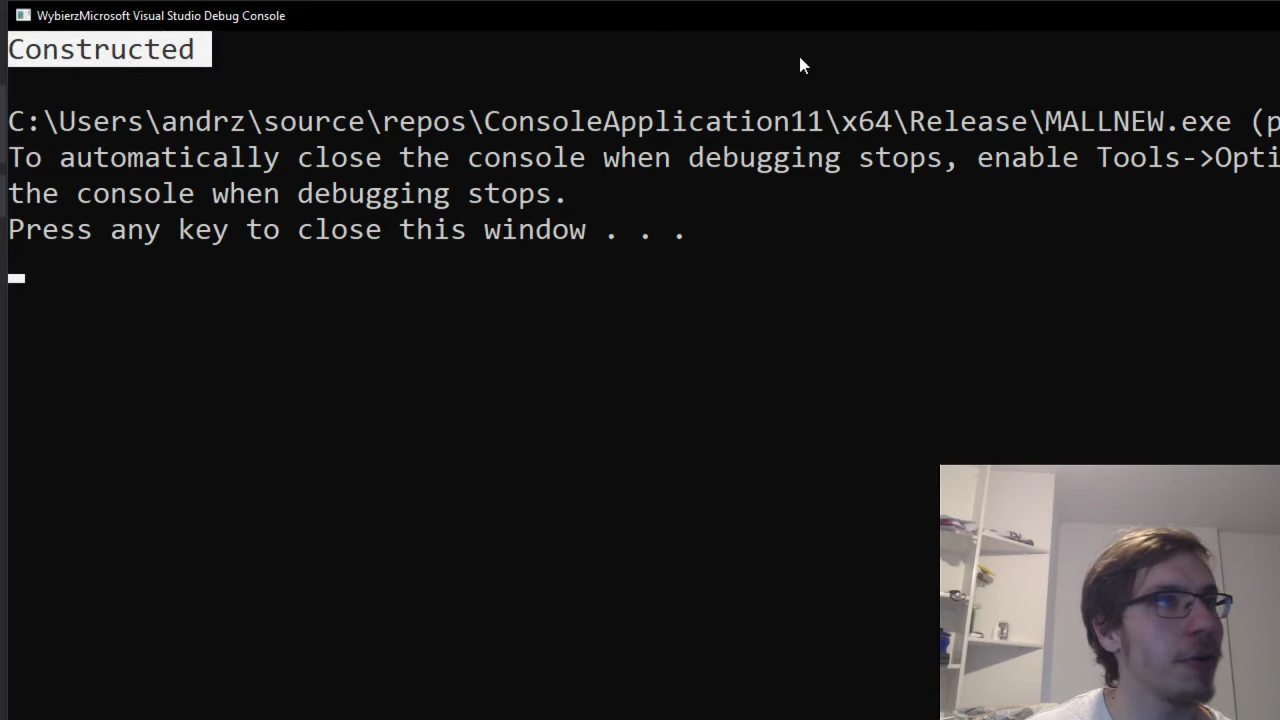 WybierzMicrosoft Visual Studio Debug Console
Constructed
C:\Users\andrz\source\repos\ConsoleApplication11\x64\Release\MALLNEW.exe (p
To automatically close the console when debugging stops, enable Tools->Opti
the console when debugging stops.
Press any key to close this window . . .